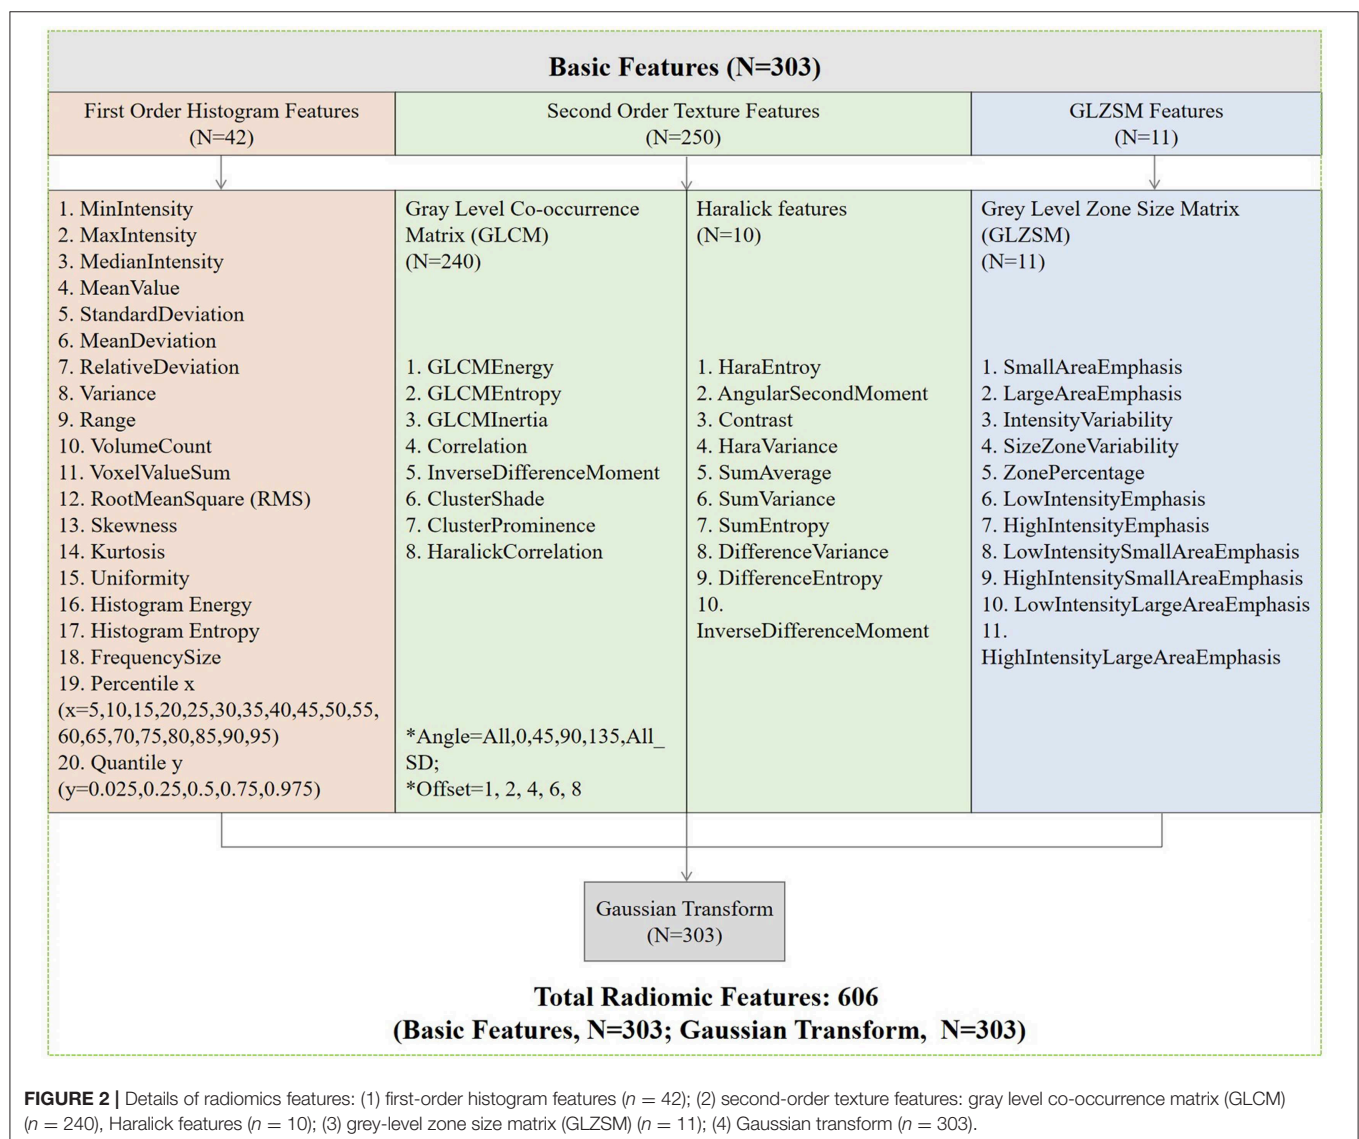 Basic Features (N=303)
First Order Histogram Features
(N=42)
Second Order Texture Features
(N=250)
GLZSM Features
(N=11)
1. MinIntensity
2. MaxIntensity
3. MedianIntensity
4. MeanValue
5. StandardDeviation
6. MeanDeviation
7. RelativeDeviation
8. Variance
9. Range
10. VolumeCount
11. VoxelValueSum
12. RootMeanSquare (RMS)
13. Skewness
14. Kurtosis
15. Uniformity
16. Histogram Energy
17. Histogram Entropy
18. FrequencySize
19. Percentile x
(x=5,10,15,20,25,30,35,40,45,50,55,
60,65,70,75,80,85,90,95)
20. Quantile y
(y=0.025,0.25,0.5,0.75,0.975)
Gray Level Co-occurrence
Matrix (GLCM)
(N=240)
1. GLCMEnergy
2. GLCMEntropy
3. GLCMInertia
4. Correlation
5. InverseDifferenceMoment
6. ClusterShade
7. ClusterProminence
8. HaralickCorrelation
*Angle=All,0,45,90,135,All_
SD;
*Offset=1, 2, 4, 6, 8
Haralick features
(N=10)
1. HaraEntroy
2. AngularSecondMoment
3. Contrast
4. HaraVariance
5. SumAverage
6. SumVariance
7. SumEntropy
8. DifferenceVariance
9. DifferenceEntropy
10.
InverseDifferenceMoment
Grey Level Zone Size Matrix
(GLZSM)
(N=11)
1. SmallAreaEmphasis
2. LargeAreaEmphasis
3. IntensityVariability
4. SizeZoneVariability
5. ZonePercentage
6. LowIntensityEmphasis
7. HighIntensityEmphasis
8. LowIntensitySmallAreaEmphasis
9. HighIntensitySmallAreaEmphasis
10. LowIntensityLargeAreaEmphasis
11.
HighIntensityLargeAreaEmphasis
Gaussian Transform
(N=303)
Total Radiomic Features: 606
(Basic Features, N=303; Gaussian Transform,  N=303)
FIGURE 2 | Details of radiomics features: (1) first-order histogram features (n = 42); (2) second-order texture features: gray level co-occurrence matrix (GLCM)
(n = 240), Haralick features (n = 10); (3) grey-level zone size matrix (GLZSM) (n = 11); (4) Gaussian transform (n = 303).